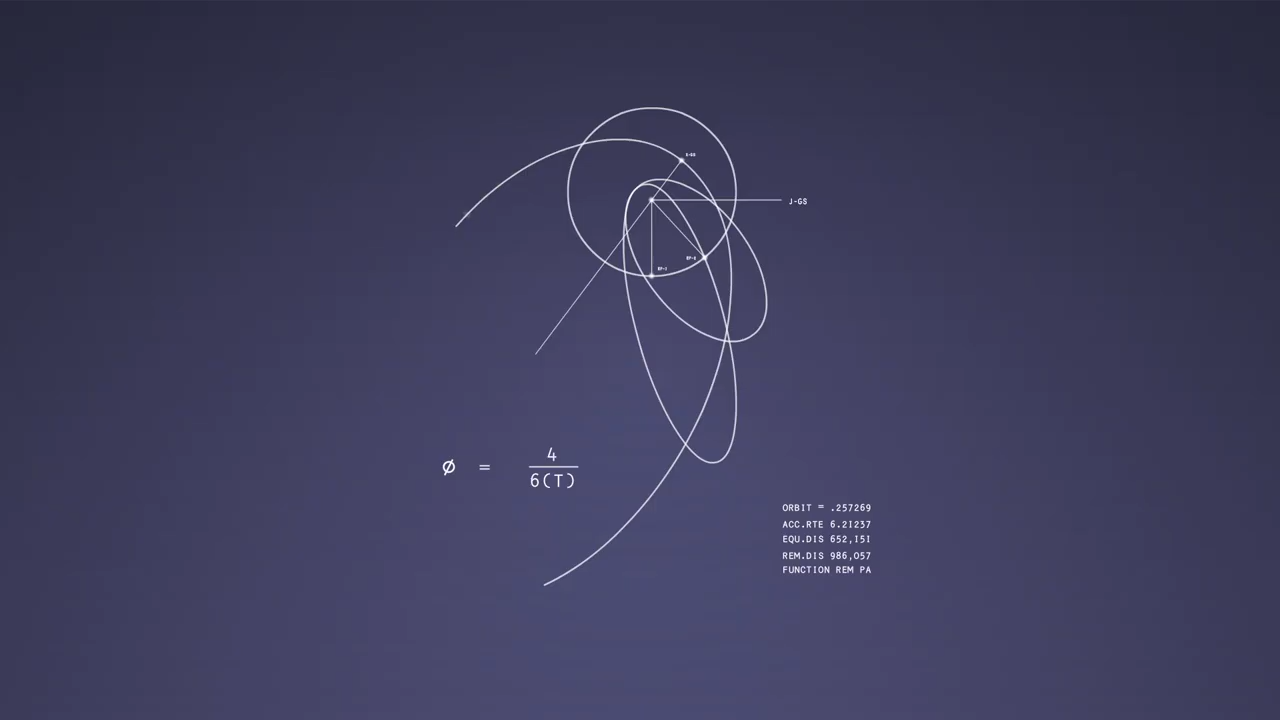 J-GS
Ø = 4
6(T)
ORBIT = .257269
ACC.RTE 6.21237
EQU.DIS 652,151
REM.DIS 986,057
FUNCTION REM PA